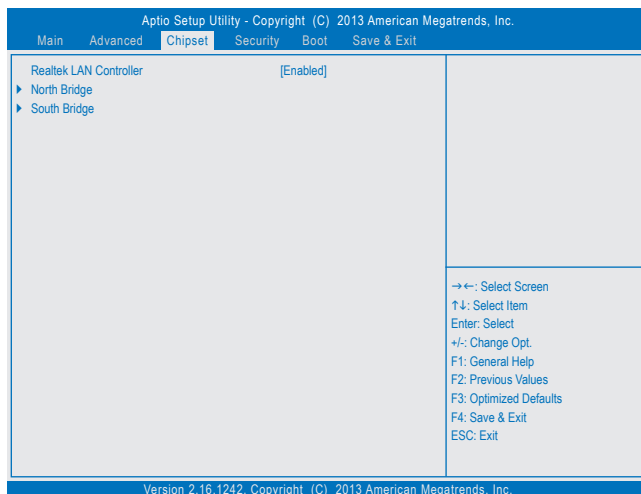 Aptio Setup Utility - Copyright (C) 2013 American Megatrends, Inc.
Main Advanced Chipset Security Boot Save & Exit
Realtek LAN Controller [Enabled]
North Bridge
South Bridge
→←: Select Screen
↑↓: Select Item
Enter: Select
+/-: Change Opt.
F1: General Help
F2: Previous Values
F3: Optimized Defaults
F4: Save & Exit
ESC: Exit
Version 2.16.1242. Copyright (C) 2013 American Megatrends, Inc.